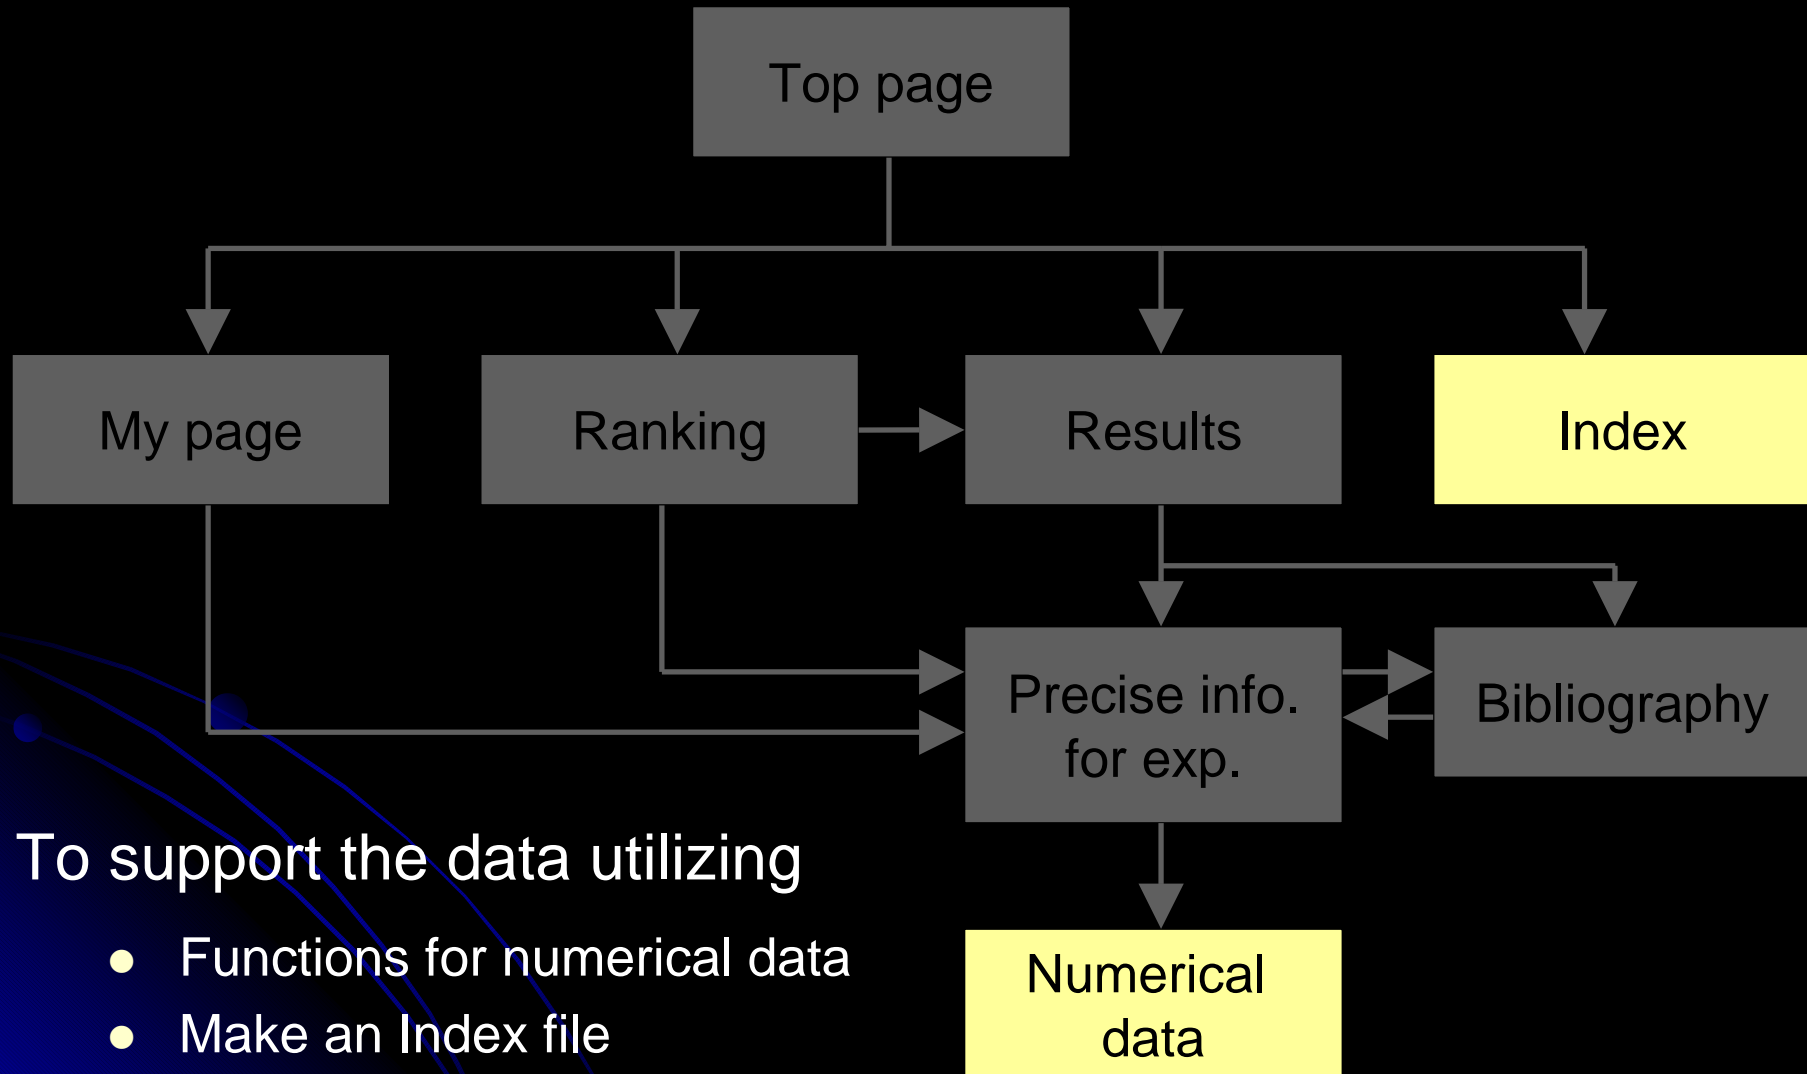 Top page
My page
Ranking
Results
Index
Precise info.
for exp.
Bibliography
To support the data utilizing
● Functions for numerical data
● Make an Index file
Numerical
data